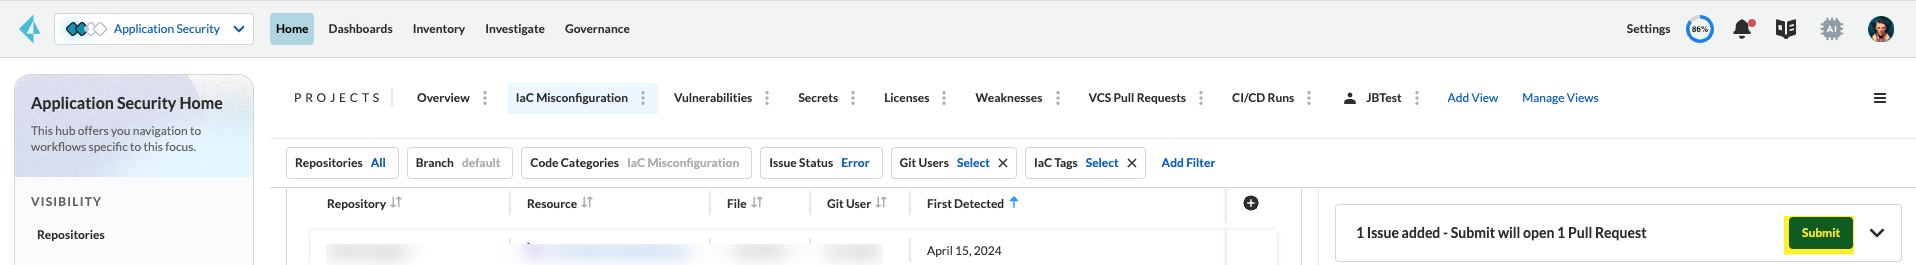 Application Security
Home Dashboards Inventory Investigate Governance
Settings 86% AI
Application Security Home
This hub offers you navigation to
workflows specific to this focus.
VISIBILITY
Repositories
PROJECTS Overview IaC Misconfiguration Vulnerabilities Secrets Licenses Weaknesses VCS Pull Requests CI/CD Runs JBTest Add View Manage Views
Repositories All Branch default Code Categories IaC Misconfiguration Issue Status Error Git Users Select IaC Tags Select Add Filter
Repository Resource File Git User First Detected
April 15, 2024
1 Issue added - Submit will open 1 Pull Request Submit